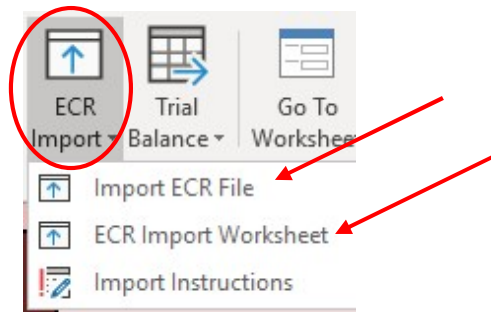 ECR Trial Go To
Import Balance
Import ECR File
ECR Import Worksheet
Import Instructions